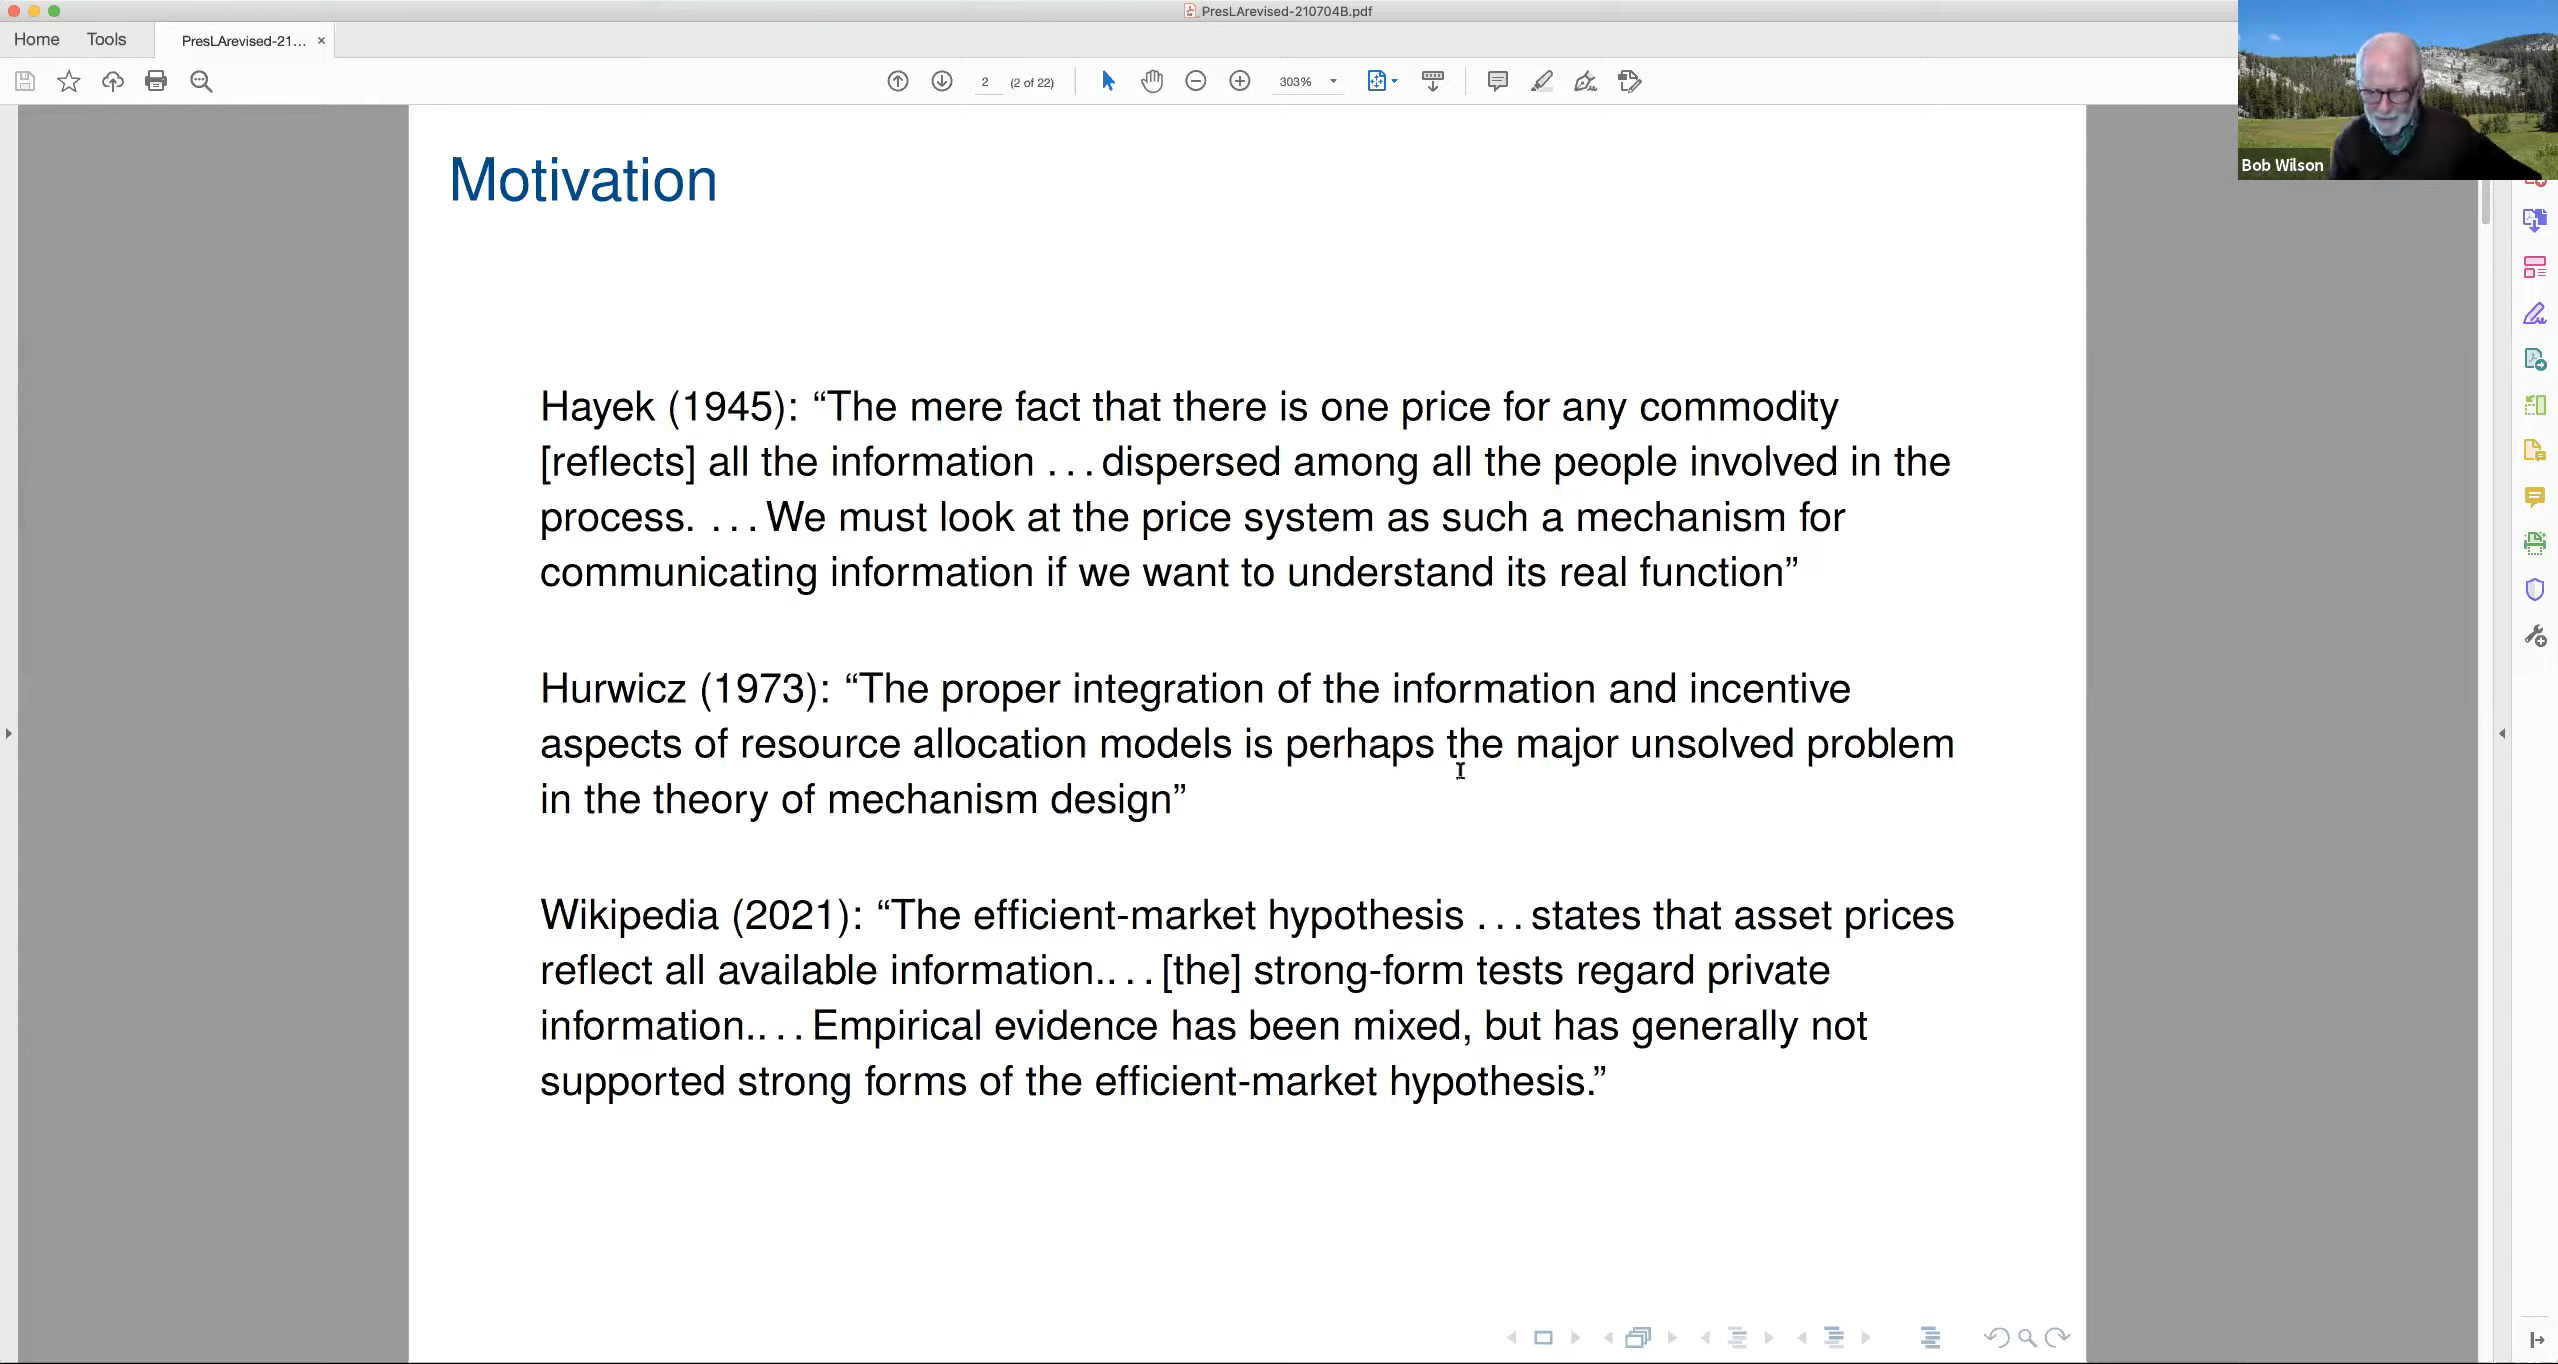 PresLArevised-210704B.pdf
Home Tools PresLArevised-21... ×
2 (2 of 22) 303%
Bob Wilson
Motivation
Hayek (1945): “The mere fact that there is one price for any commodity
[reflects] all the information . . . dispersed among all the people involved in the
process. . . . We must look at the price system as such a mechanism for
communicating information if we want to understand its real function”
Hurwicz (1973): “The proper integration of the information and incentive
aspects of resource allocation models is perhaps the major unsolved problem
in the theory of mechanism design”
Wikipedia (2021): “The efficient-market hypothesis . . . states that asset prices
reflect all available information.. . . [the] strong-form tests regard private
information.. . . Empirical evidence has been mixed, but has generally not
supported strong forms of the efficient-market hypothesis.”